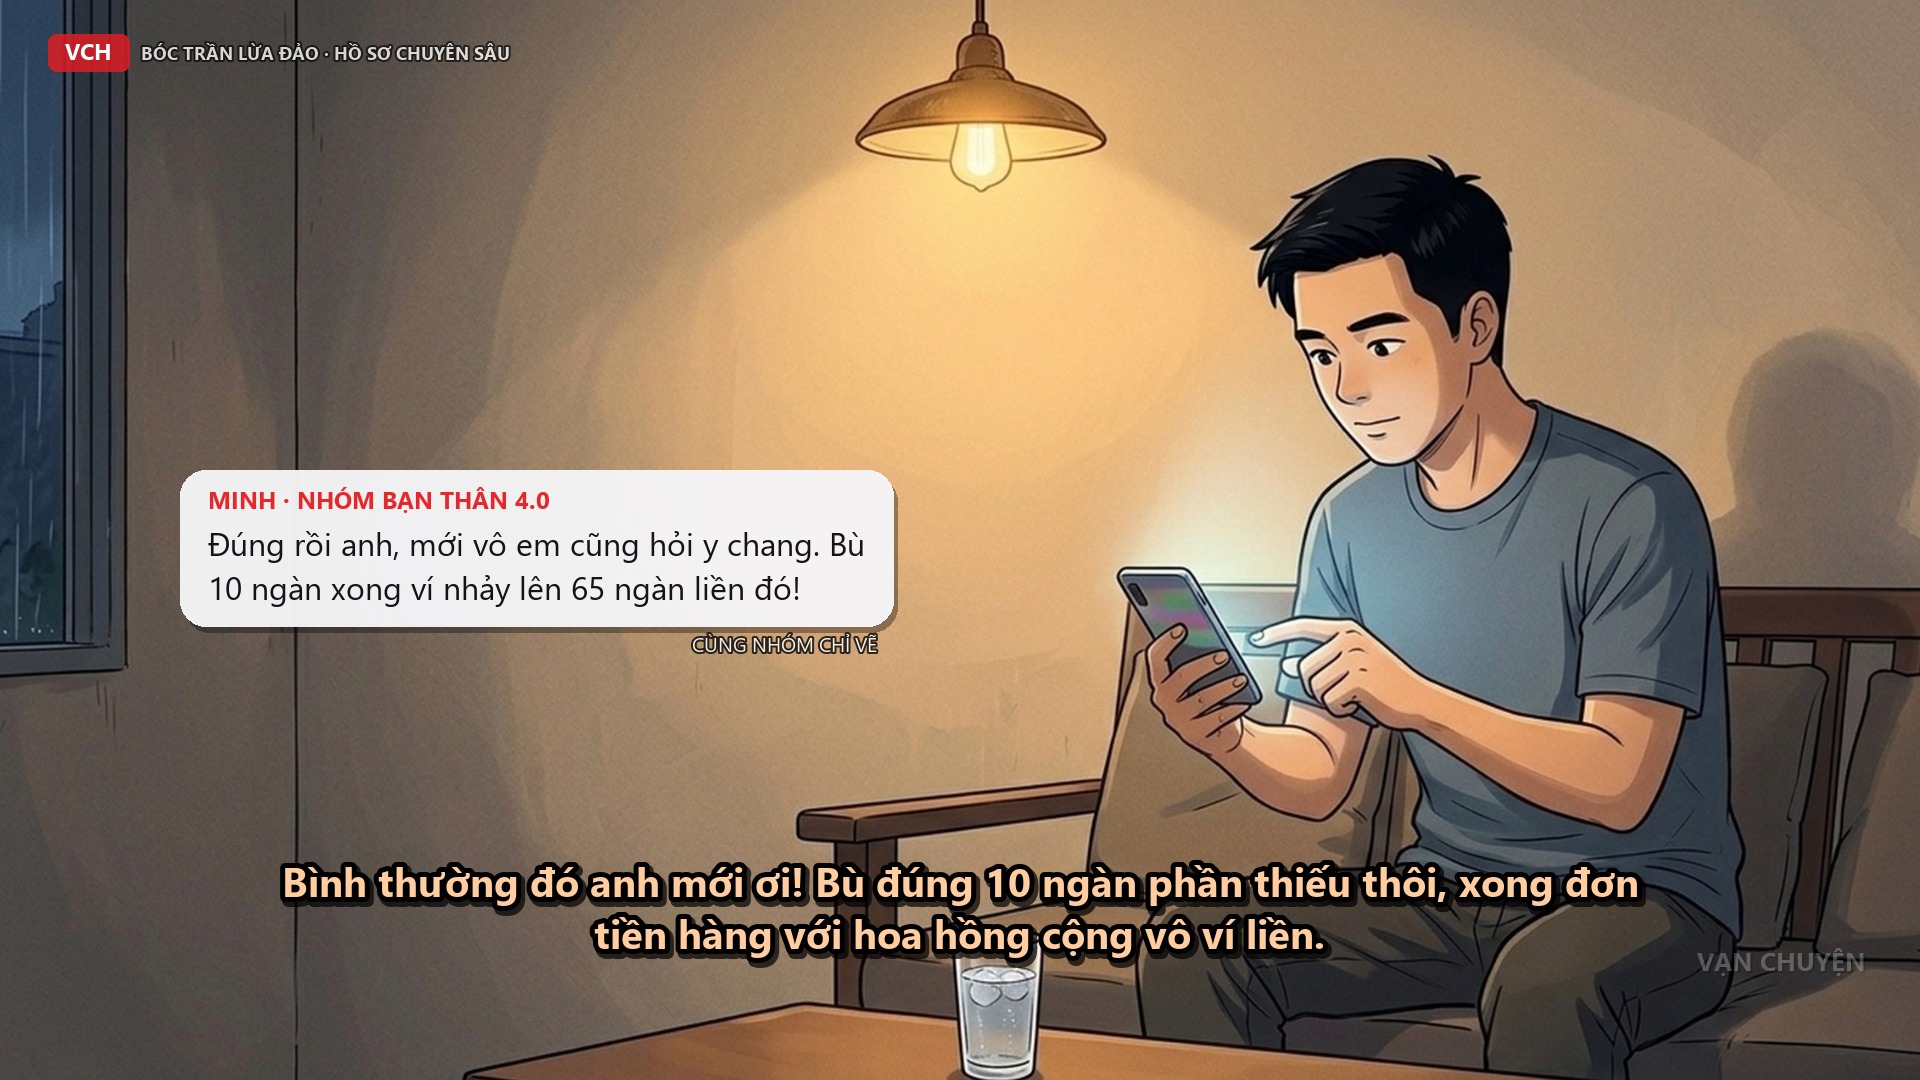 VCH BÓC TRẦN LỪA ĐẢO · HỒ SƠ CHUYÊN SÂU
MINH · NHÓM BẠN THÂN 4.0
Đúng rồi anh, mới vô em cũng hỏi y chang. Bù
10 ngàn xong ví nhảy lên 65 ngàn liền đó!
CÙNG NHÓM CHỈ VẼ
Bình thường đó anh mới ơi! Bù đúng 10 ngàn phần thiếu thôi, xong đơn
tiền hàng với hoa hồng cộng vô ví liền.
VẠN CHUYỆN